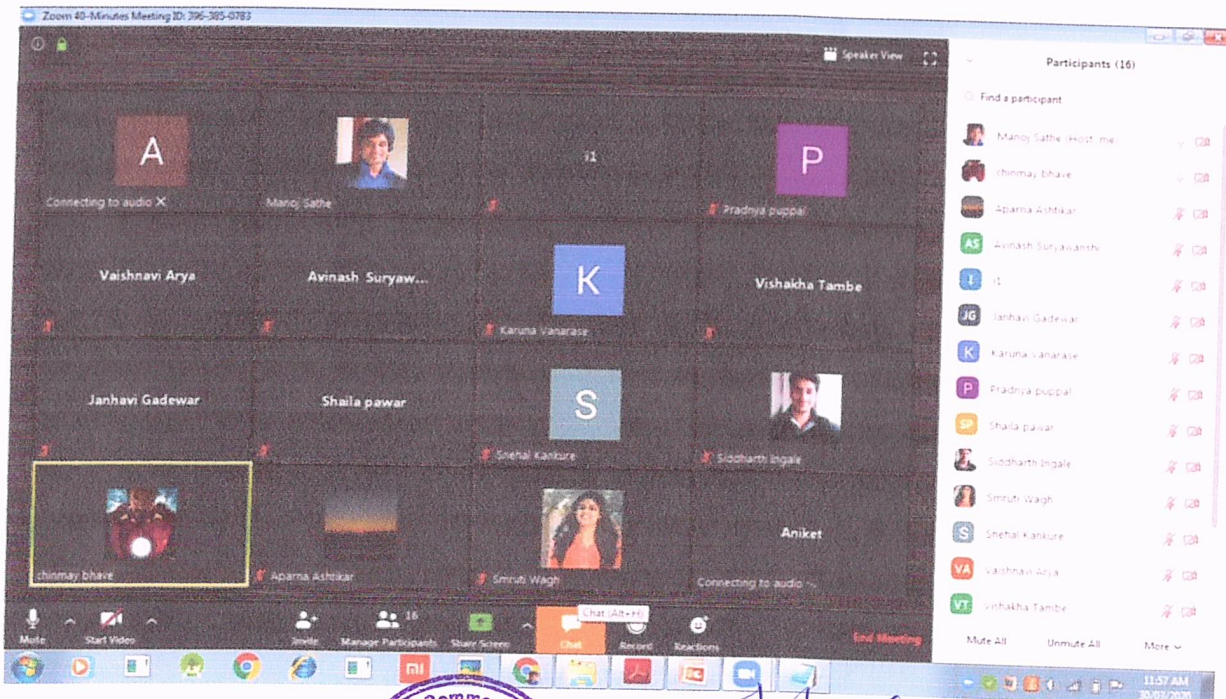 Zoom 40-Minutes Meeting ID: 396-385-0783
Speaker View
A
Connecting to audio X
Manoj Sathe
i1
P
Pradnya puppal
Vaishnavi Arya
Avinash Suryaw...
K
Karuna Vanarase
Vishakha Tambe
Janhavi Gadewar
Shaila pawar
S
Snehal Kankure
Siddharth Ingale
chinmay bhave
Aparna Ashtikar
Smruti Wagh
Aniket
Connecting to audio
Participants (16)
Find a participant
Manoj Sathe (Host, me)
chinmay bhave
Aparna Ashtikar
AS Avinash Suryawanshi
I i1
JG Janhavi Gadewar
K Karuna Vanarase
P Pradnya puppal
SP Shaila pawar
Siddharth Ingale
Smruti Wagh
S Snehal Kankure
VA Vaishnavi Arya
VT Vishakha Tambe
Mute All Unmute All More
Mute Start Video Invite Manage Participants 16 Share Screen Chat Record Reactions End Meeting
Chat (Alt+H)
mi
11:57 AM
30/03/2020